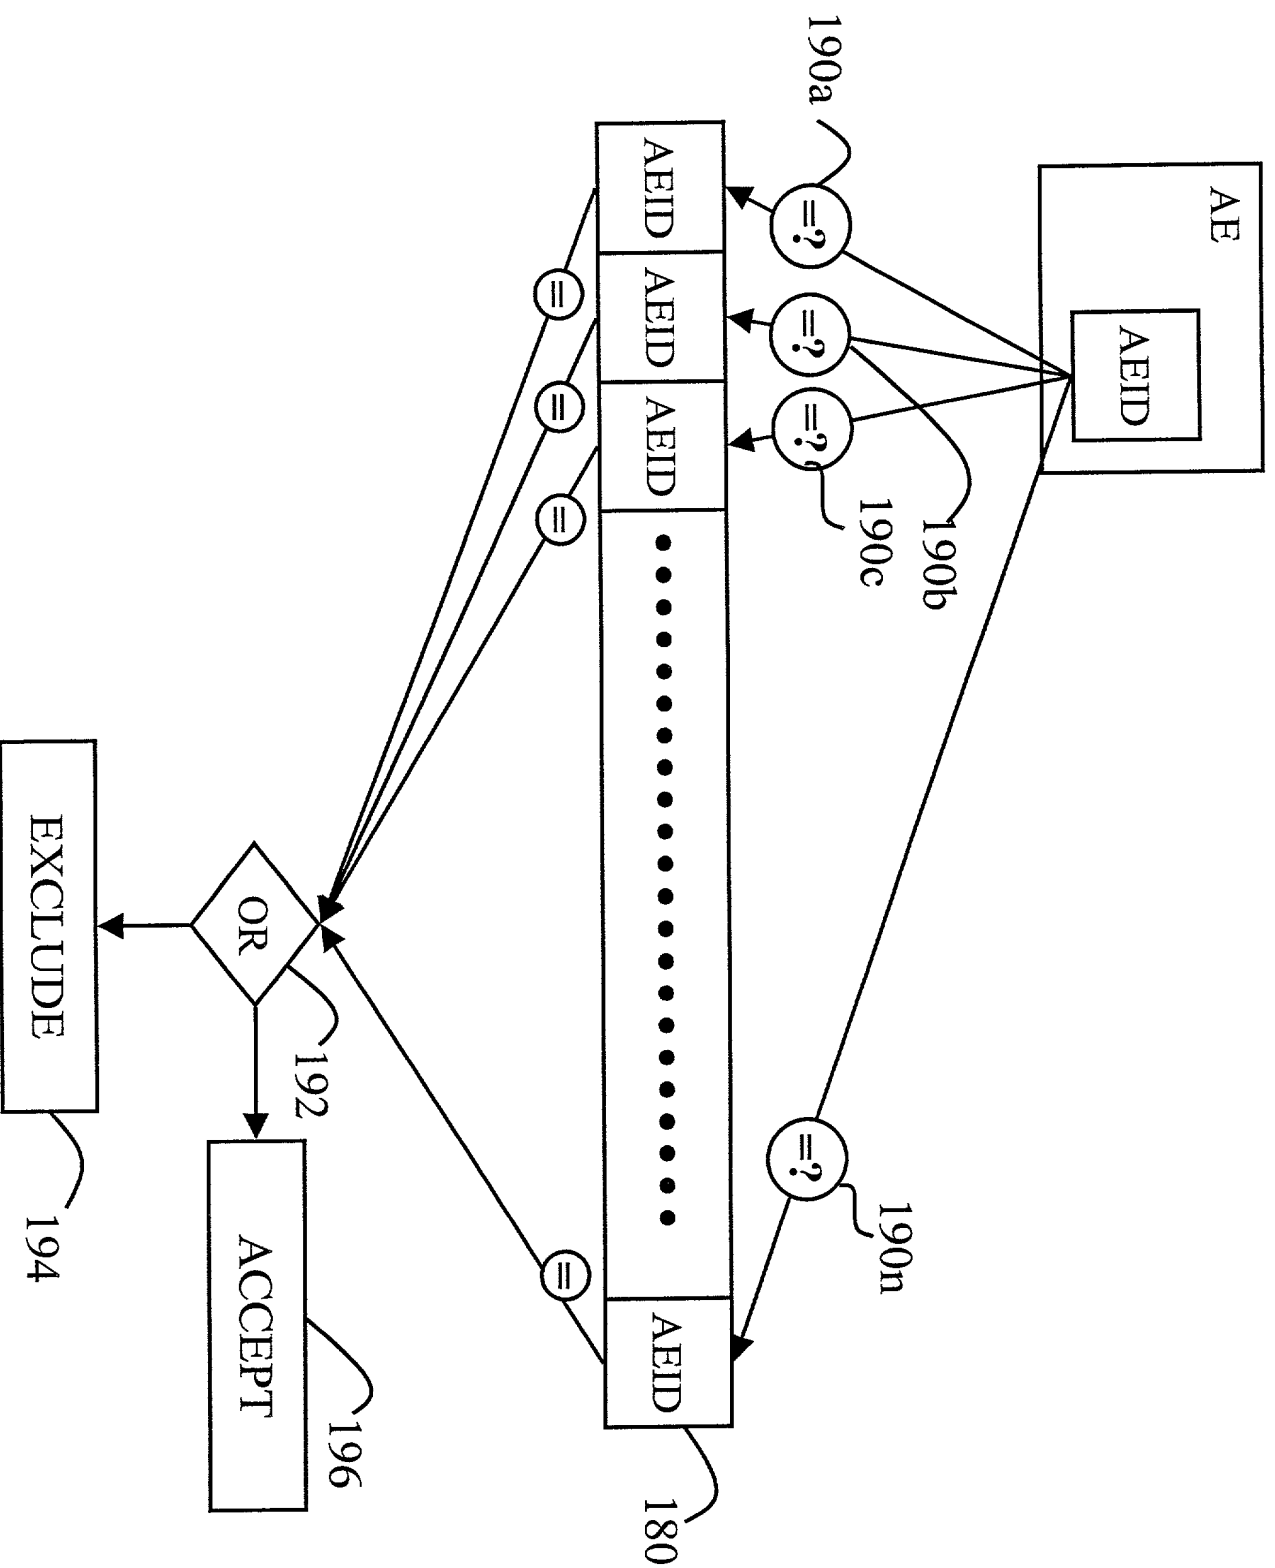 AE
AEID
190b
190c
190n
190a
=?
=?
=?
=?
AEID
AEID
AEID
AEID
180
=
=
=
=
192
196
OR
ACCEPT
EXCLUDE
194